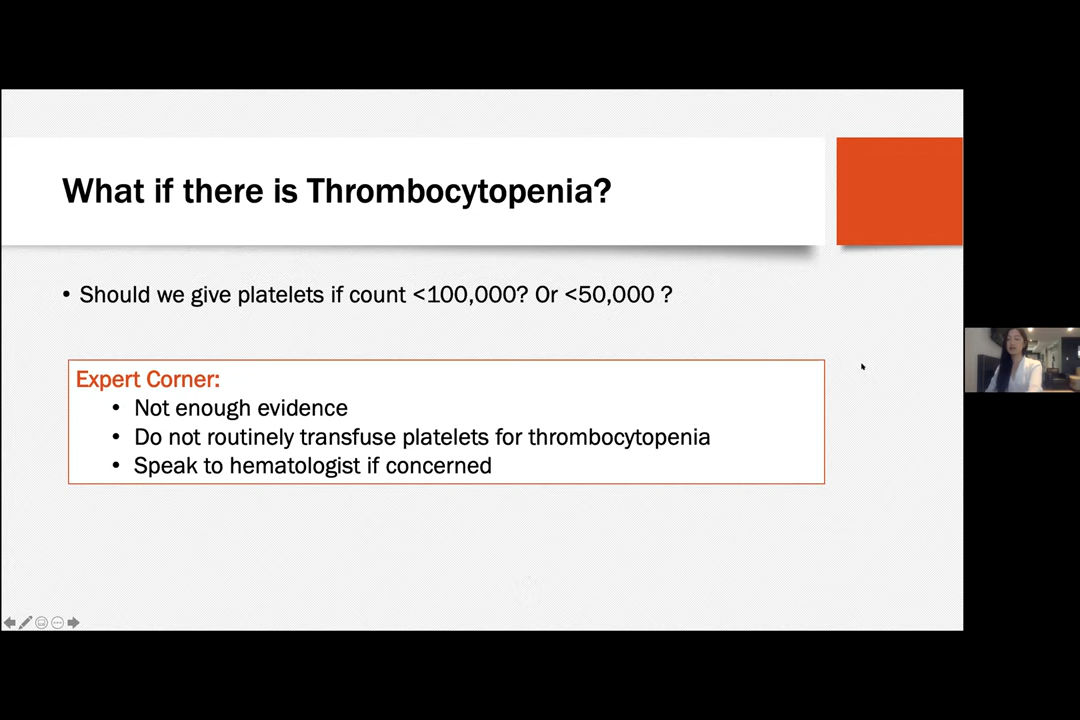 What if there is Thrombocytopenia?
• Should we give platelets if count <100,000? Or <50,000 ?
Expert Corner:
• Not enough evidence
• Do not routinely transfuse platelets for thrombocytopenia
• Speak to hematologist if concerned